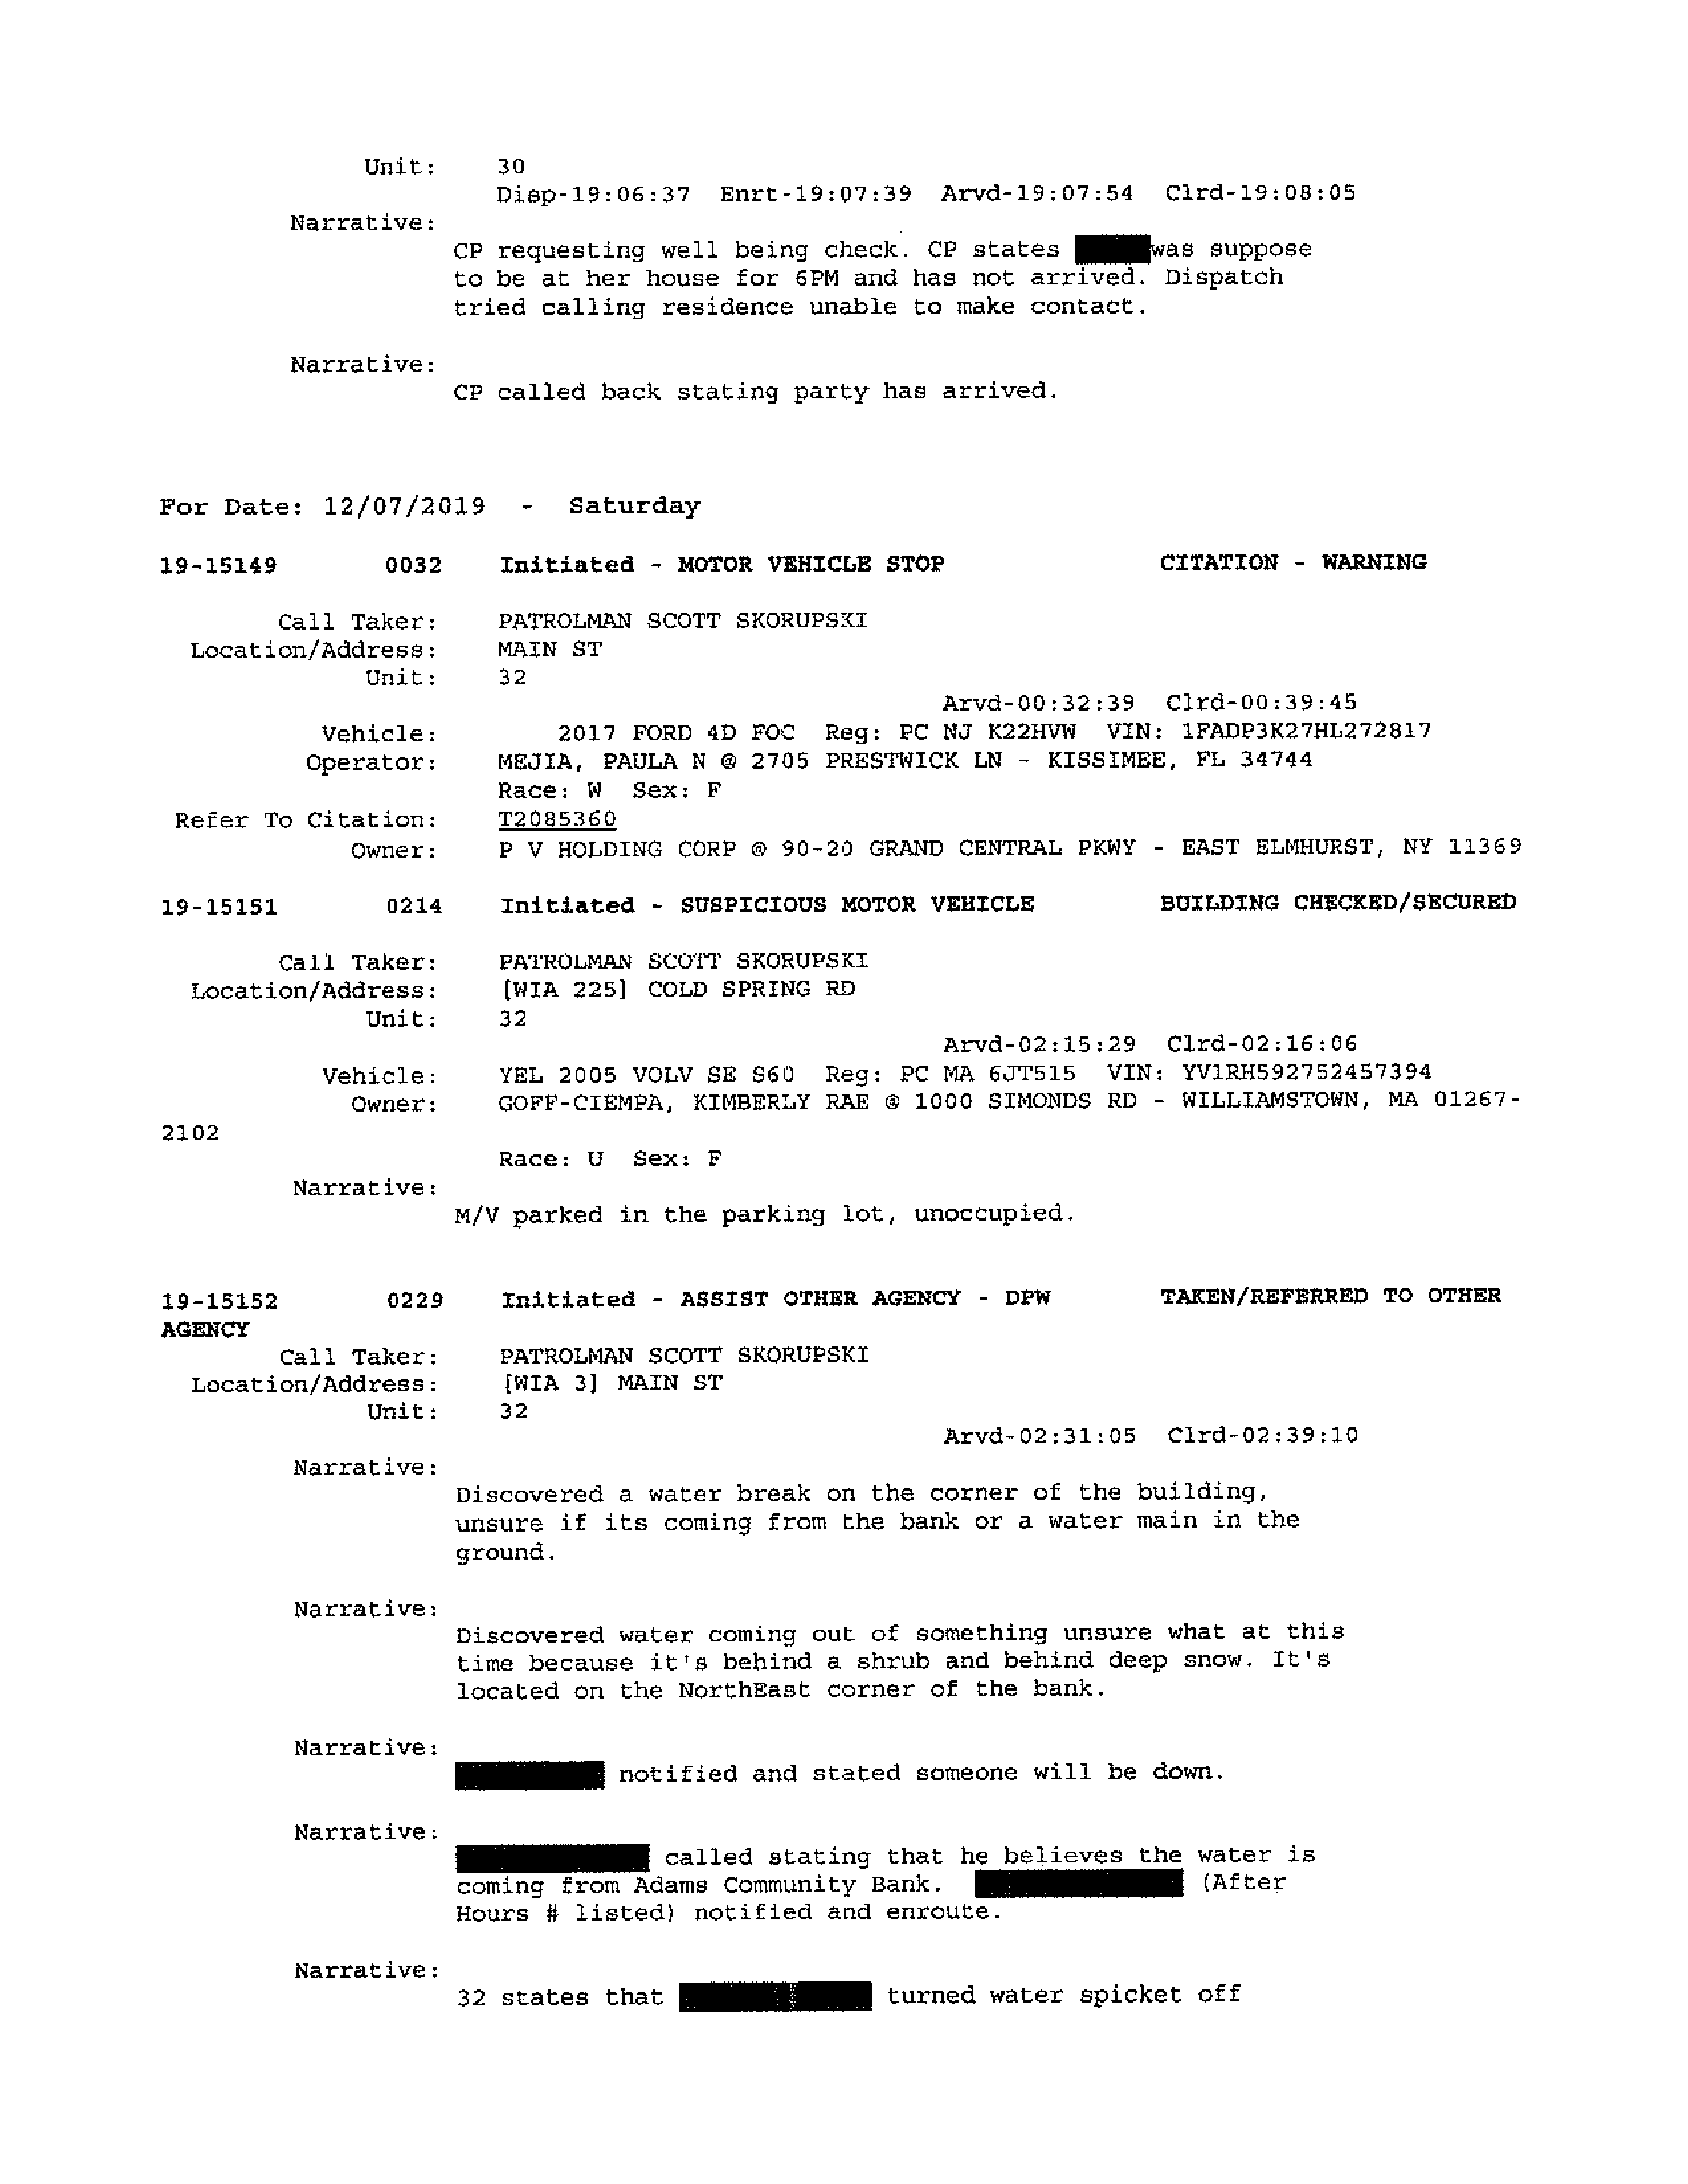 Unit: 30
Disp-19:06:37 Enrt-19:07:39 Arvd-19:07:54 Clrd-19:08:05
Narrative:
CP requesting well being check. CP states was suppose
to be at her house for 6PM and has not arrived. Dispatch
tried calling residence unable to make contact.
Narrative:
CP called back stating party has arrived.
For Date: 12/07/2019 - Saturday
19-15149 0032 Initiated - MOTOR VEHICLE STOP CITATION - WARNING
Call Taker: PATROLMAN SCOTT SKORUPSKI
Location/Address: MAIN ST
Unit: 32
Arvd-00:32:39 Clrd-00:39:45
Vehicle: 2017 FORD 4D FOC Reg: PC NJ K22HVW VIN: 1FADP3K27HL272817
Operator: MEJIA, PAULA N @ 2705 PRESTWICK LN - KISSIMEE, FL 34744
Race: W Sex: F
Refer To Citation: T2085360
Owner: P V HOLDING CORP @ 90-20 GRAND CENTRAL PKWY - EAST ELMHURST, NY 11369
19-15151 0214 Initiated - SUSPICIOUS MOTOR VEHICLE BUILDING CHECKED/SECURED
Call Taker: PATROLMAN SCOTT SKORUPSKI
Location/Address: [WIA 225] COLD SPRING RD
Unit: 32
Arvd-02:15:29 Clrd-02:16:06
Vehicle: YEL 2005 VOLV SE S60 Reg: PC MA 6JT515 VIN: YV1RH592752457394
Owner: GOFF-CIEMPA, KIMBERLY RAE @ 1000 SIMONDS RD - WILLIAMSTOWN, MA 01267-
2102
Race: U Sex: F
Narrative:
M/V parked in the parking lot, unoccupied.
19-15152 0229 Initiated - ASSIST OTHER AGENCY - DPW TAKEN/REFERRED TO OTHER
AGENCY
Call Taker: PATROLMAN SCOTT SKORUPSKI
Location/Address: [WIA 3] MAIN ST
Unit: 32
Arvd-02:31:05 Clrd-02:39:10
Narrative:
Discovered a water break on the corner of the building,
unsure if its coming from the bank or a water main in the
ground.
Narrative:
Discovered water coming out of something unsure what at this
time because it's behind a shrub and behind deep snow. It's
located on the NorthEast corner of the bank.
Narrative:
notified and stated someone will be down.
Narrative:
called stating that he believes the water is
coming from Adams Community Bank. (After
Hours # listed) notified and enroute.
Narrative:
32 states that turned water spicket off